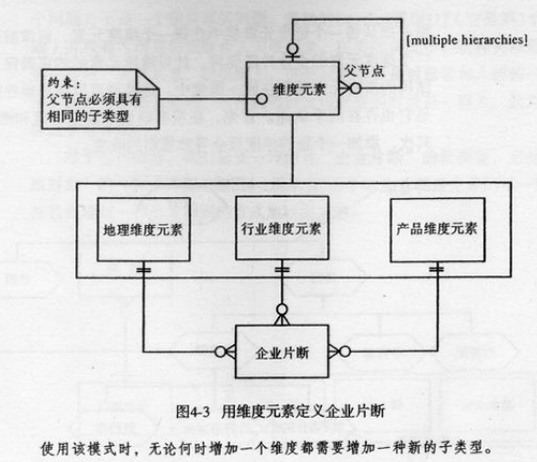 {multiple hierarchies}
父节点
约束：
父节点必须具有
相同的子类型
维度元素
地理维度元素
行业维度元素
产品维度元素
企业片断
图4-3 用维度元素定义企业片断
使用该模式时，无论何时增加一个维度都需要增加一种新的子类型。